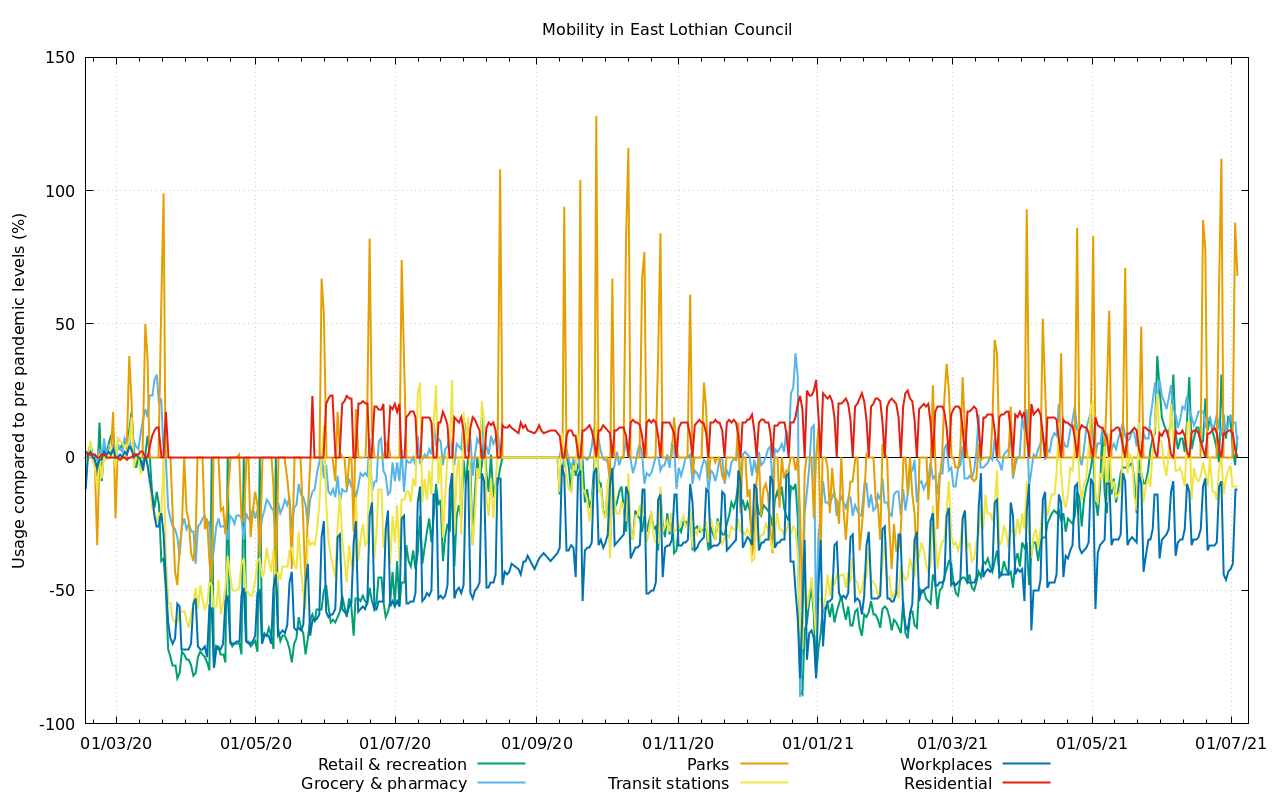 Mobility in East Lothian Council
Usage compared to pre pandemic levels (%)
150
100
50
0
-50
-100
01/03/20 01/05/20 01/07/20 01/09/20 01/11/20 01/01/21 01/03/21 01/05/21 01/07/21
Retail & recreation Parks Workplaces
Grocery & pharmacy Transit stations Residential